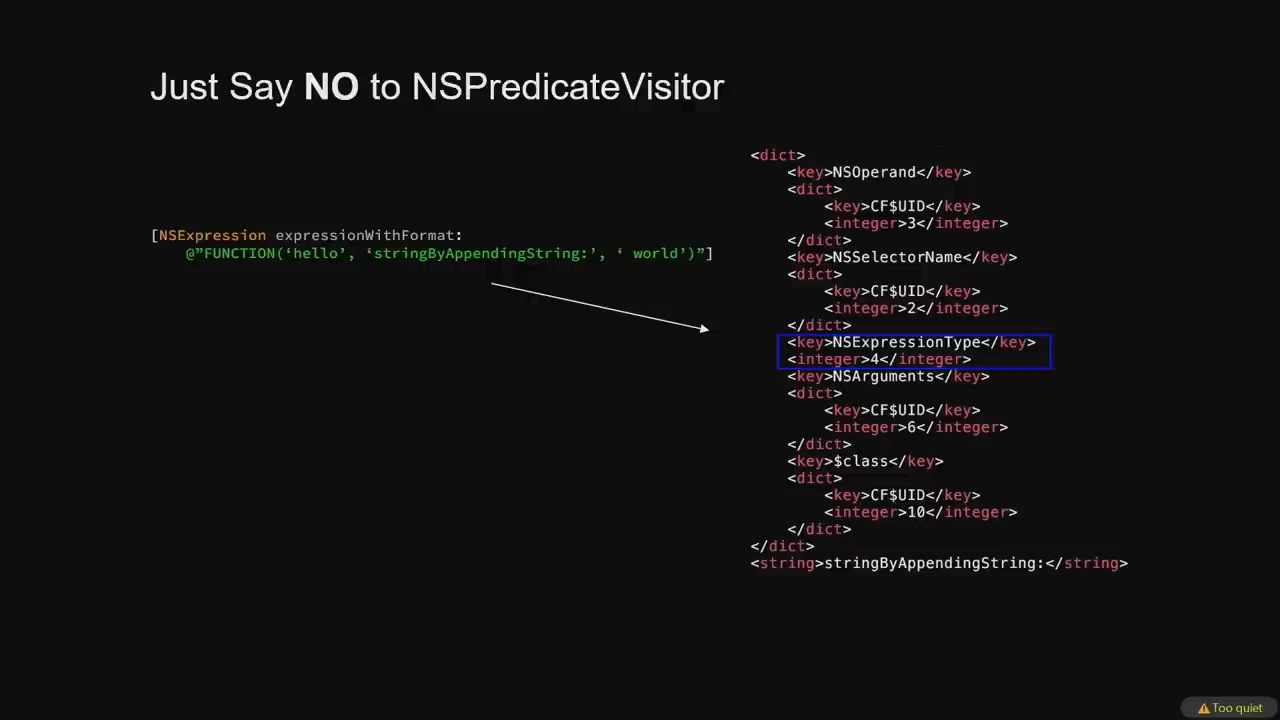 Just Say NO to NSPredicateVisitor
[NSExpression expressionWithFormat:
@”FUNCTION(‘hello’, ‘stringByAppendingString:’, ‘ world’)”]
<dict>
<key>NSOperand</key>
<dict>
<key>CF$UID</key>
<integer>3</integer>
</dict>
<key>NSSelectorName</key>
<dict>
<key>CF$UID</key>
<integer>2</integer>
</dict>
<key>NSExpressionType</key>
<integer>4</integer>
<key>NSArguments</key>
<dict>
<key>CF$UID</key>
<integer>6</integer>
</dict>
<key>$class</key>
<dict>
<key>CF$UID</key>
<integer>10</integer>
</dict>
</dict>
<string>stringByAppendingString:</string>
Too quiet